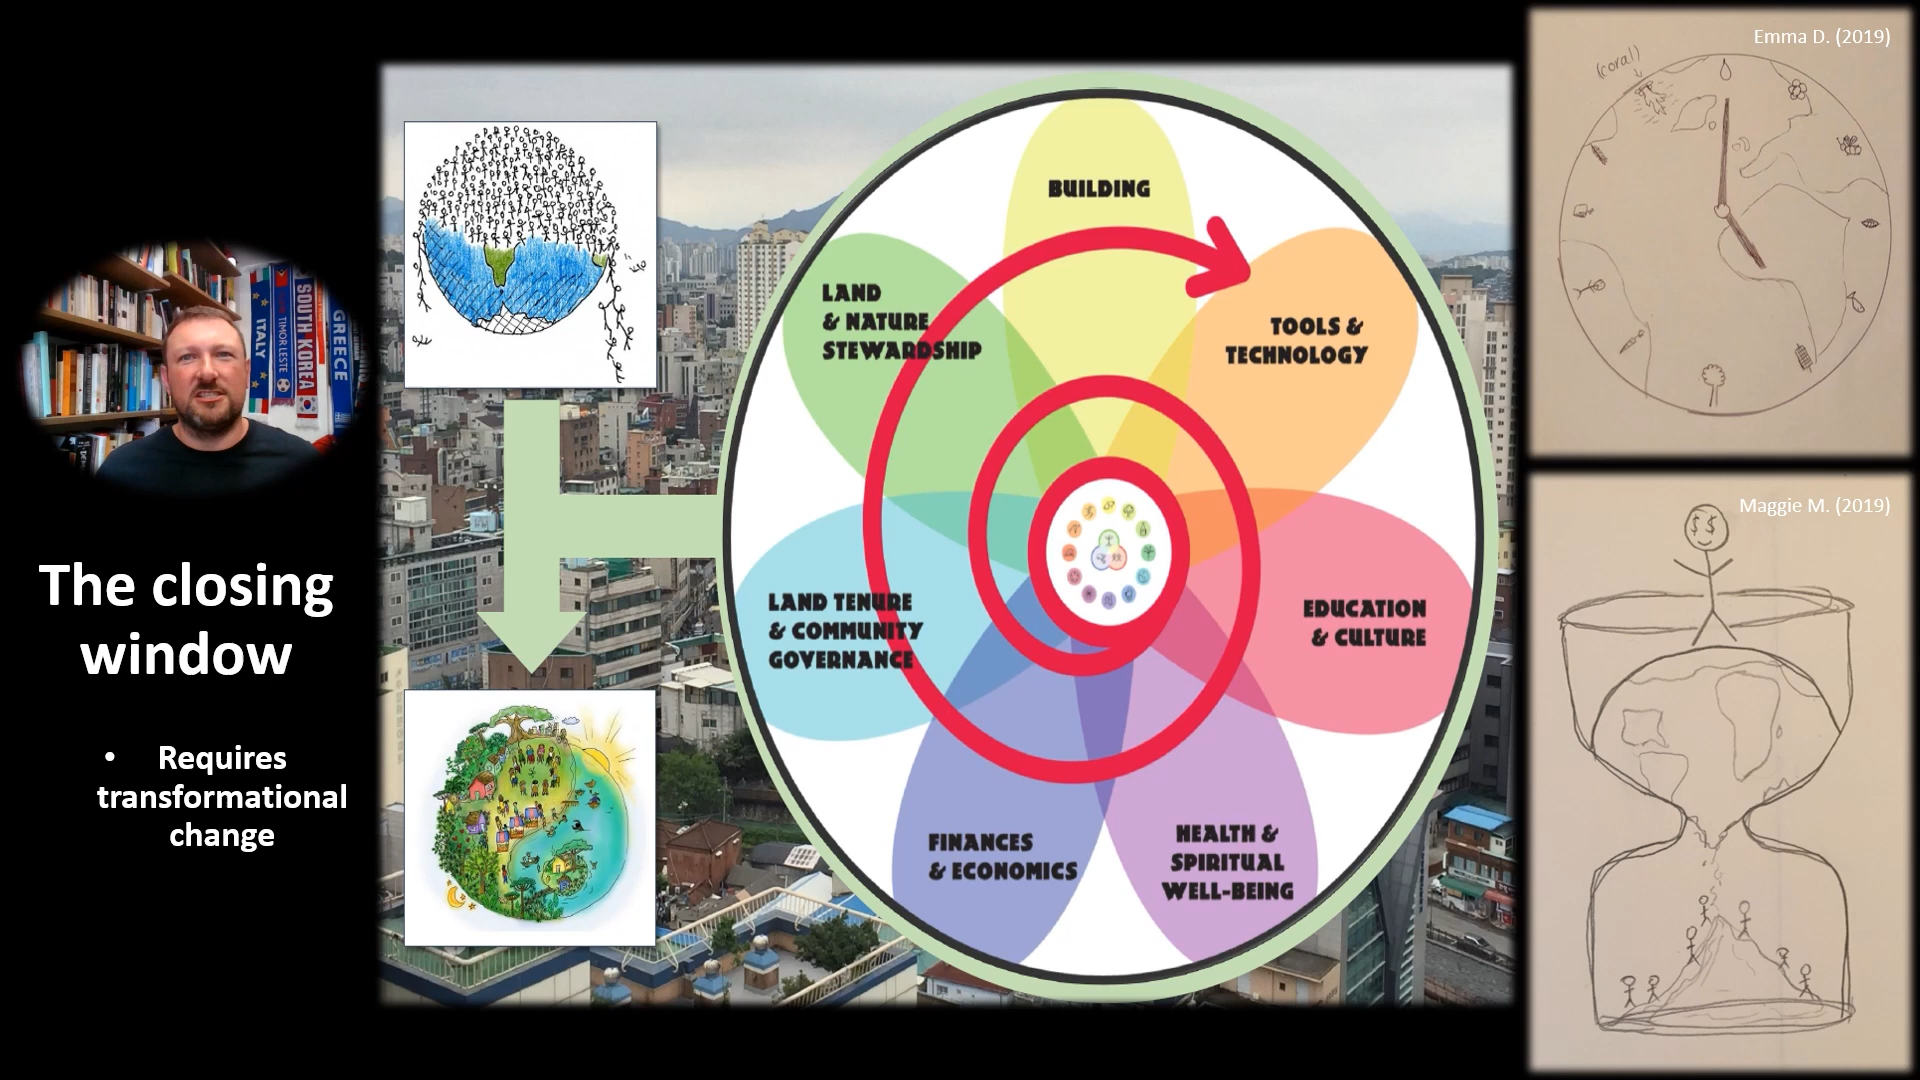 The closing
window
• Requires
transformational
change
ITALY
TIMOR LESTE
SOUTH KOREA
GREECE
BUILDING
LAND
& NATURE
STEWARDSHIP
TOOLS &
TECHNOLOGY
LAND TENURE
& COMMUNITY
GOVERNANCE
EDUCATION
& CULTURE
FINANCES
& ECONOMICS
HEALTH &
SPIRITUAL
WELL-BEING
Emma D. (2019)
(coral)
Maggie M. (2019)
$ $